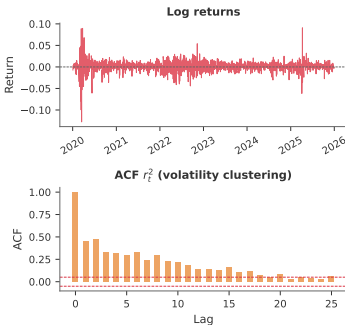 Log returns
Return
0.10
0.05
0.00
−0.05
−0.10
2020 2021 2022 2023 2024 2025 2026
ACF r_t^2 (volatility clustering)
ACF
1.00
0.75
0.50
0.25
0.00
0 5 10 15 20 25
Lag